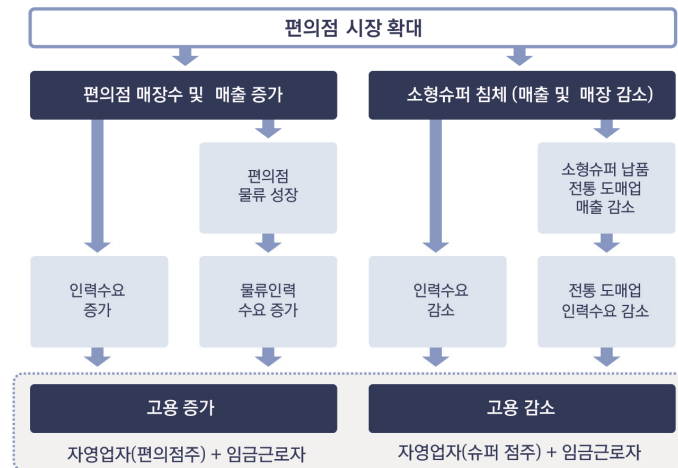 편의점 시장 확대
편의점 매장수 및 매출 증가
소형슈퍼 침체 (매출 및 매장 감소)
편의점
물류 성장
소형슈퍼 납품
전통 도매업
매출 감소
인력수요
증가
물류인력
수요 증가
인력수요
감소
전통 도매업
인력수요 감소
고용 증가
고용 감소
자영업자(편의점주) + 임금근로자
자영업자(슈퍼 점주) + 임금근로자